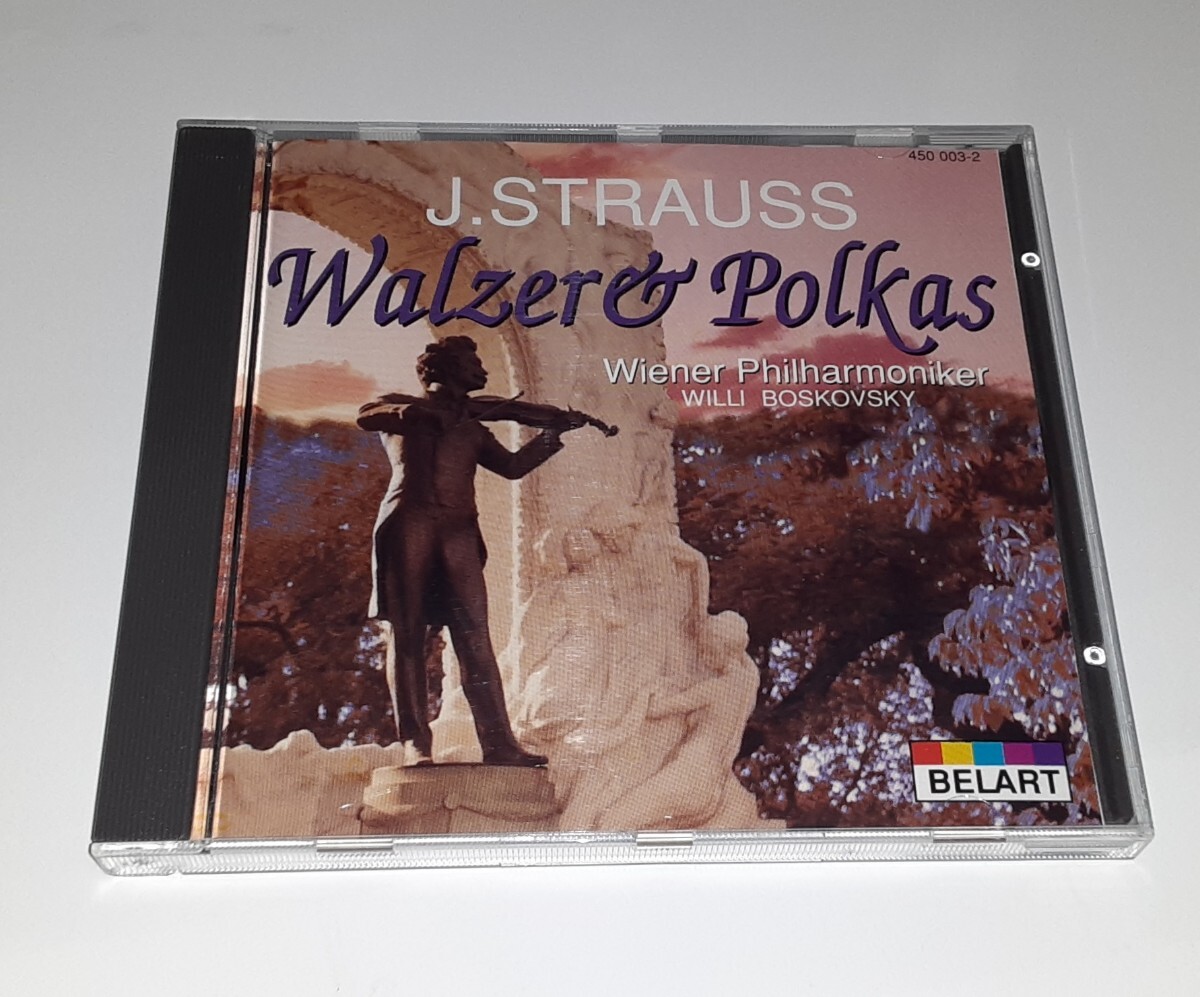 450 003-2
J.STRAUSS
Walzer & Polkas
Wiener Philharmoniker
WILLI BOSKOVSKY
BELART